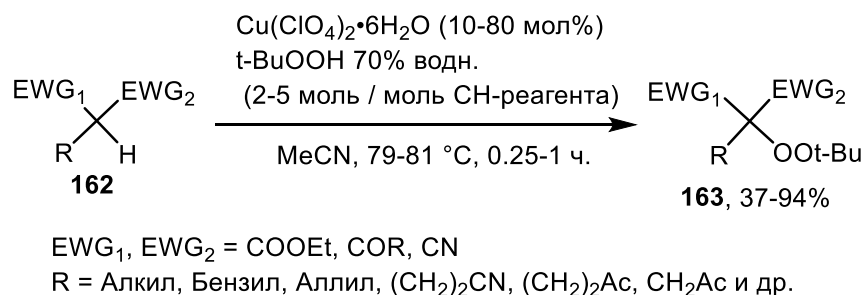 Cu(ClO₄)₂•6H₂O (10-80 мол%)
t-BuOOH 70% водн.
(2-5 моль / моль CH-реагента)
MeCN, 79-81 °C, 0.25-1 ч.
EWG₁ EWG₂
R H
162
EWG₁ EWG₂
R OOt-Bu
163, 37-94%
EWG₁, EWG₂ = COOEt, COR, CN
R = Алкил, Бензил, Аллил, (CH₂)₂CN, (CH₂)₂Ac, CH₂Ac и др.